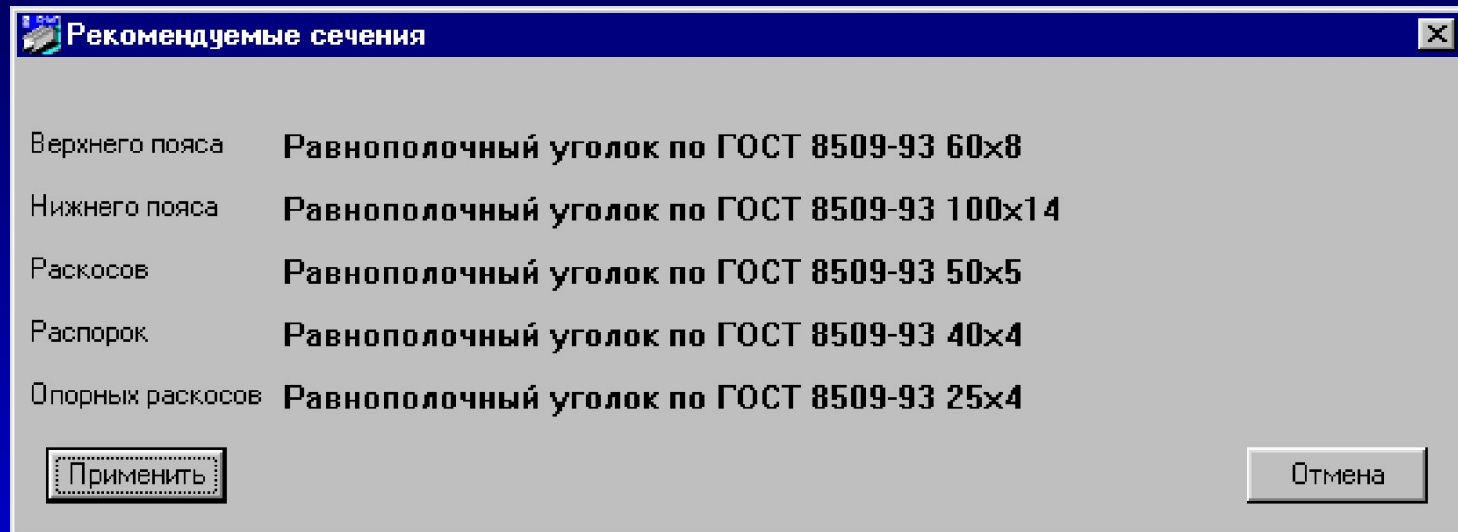 Рекомендуемые сечения
Верхнего пояса Равнополочный уголок по ГОСТ 8509-93 60x8
Нижнего пояса Равнополочный уголок по ГОСТ 8509-93 100x14
Раскосов Равнополочный уголок по ГОСТ 8509-93 50x5
Распорок Равнополочный уголок по ГОСТ 8509-93 40x4
Опорных раскосов Равнополочный уголок по ГОСТ 8509-93 25x4
Применить Отмена